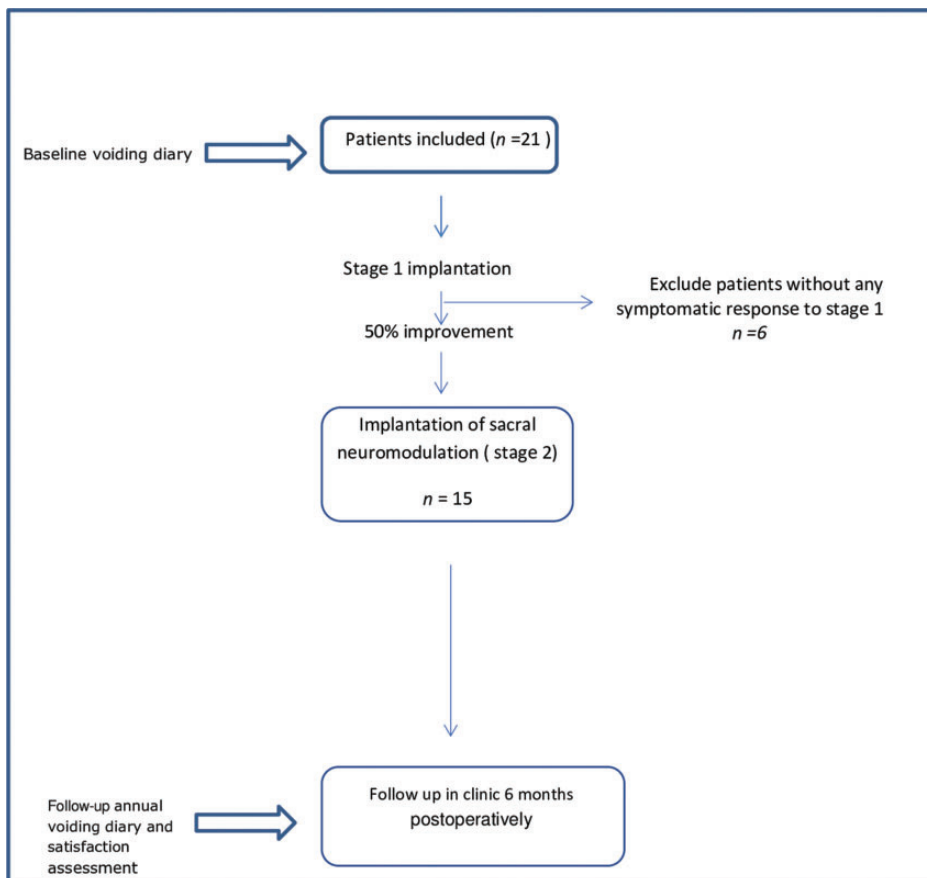 Patients included (n =21 )
Baseline voiding diary
Stage 1 implantation
Exclude patients without any
symptomatic response to stage 1
n =6
50% improvement
Implantation of sacral
neuromodulation ( stage 2)
n = 15
Follow up in clinic 6 months
postoperatively
Follow-up annual
voiding diary and
satisfaction
assessment